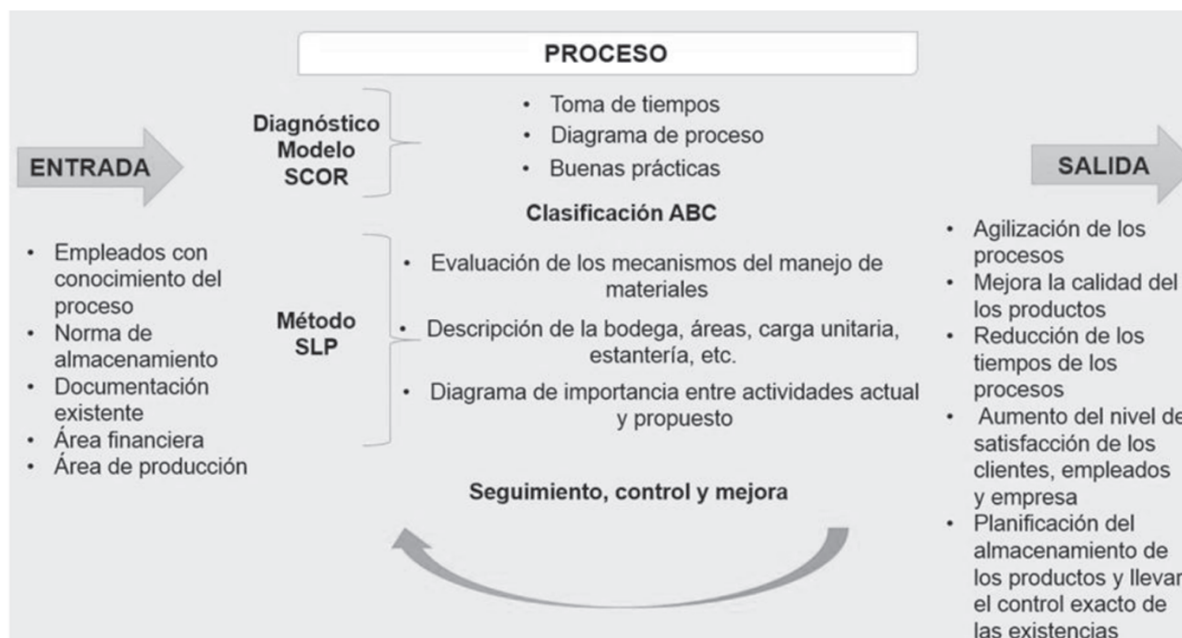 PROCESO
ENTRADA
• Empleados con
conocimiento del
proceso
• Norma de
almacenamiento
• Documentación
existente
• Área financiera
• Área de producción
Diagnóstico
Modelo
SCOR
• Toma de tiempos
• Diagrama de proceso
• Buenas prácticas
Clasificación ABC
Método
SLP
• Evaluación de los mecanismos del manejo de
materiales
• Descripción de la bodega, áreas, carga unitaria,
estantería, etc.
• Diagrama de importancia entre actividades actual
y propuesto
Seguimiento, control y mejora
SALIDA
• Agilización de los
procesos
• Mejora la calidad del
los productos
• Reducción de los
tiempos de los
procesos
• Aumento del nivel de
satisfacción de los
clientes, empleados
y empresa
• Planificación del
almacenamiento de
los productos y llevar
el control exacto de
las existencias